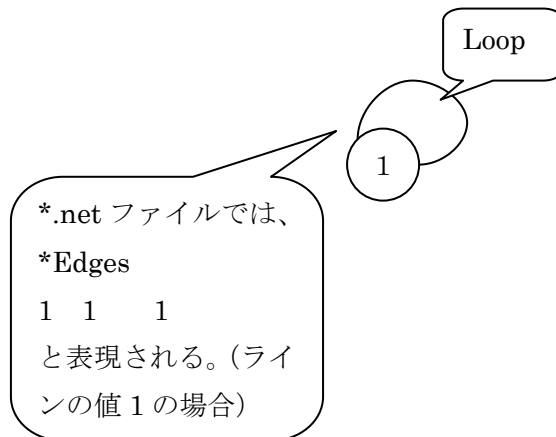 Loop
1
*.net ファイルでは、
*Edges
1 1 1
と表現される。（ライ
ンの値 1 の場合）